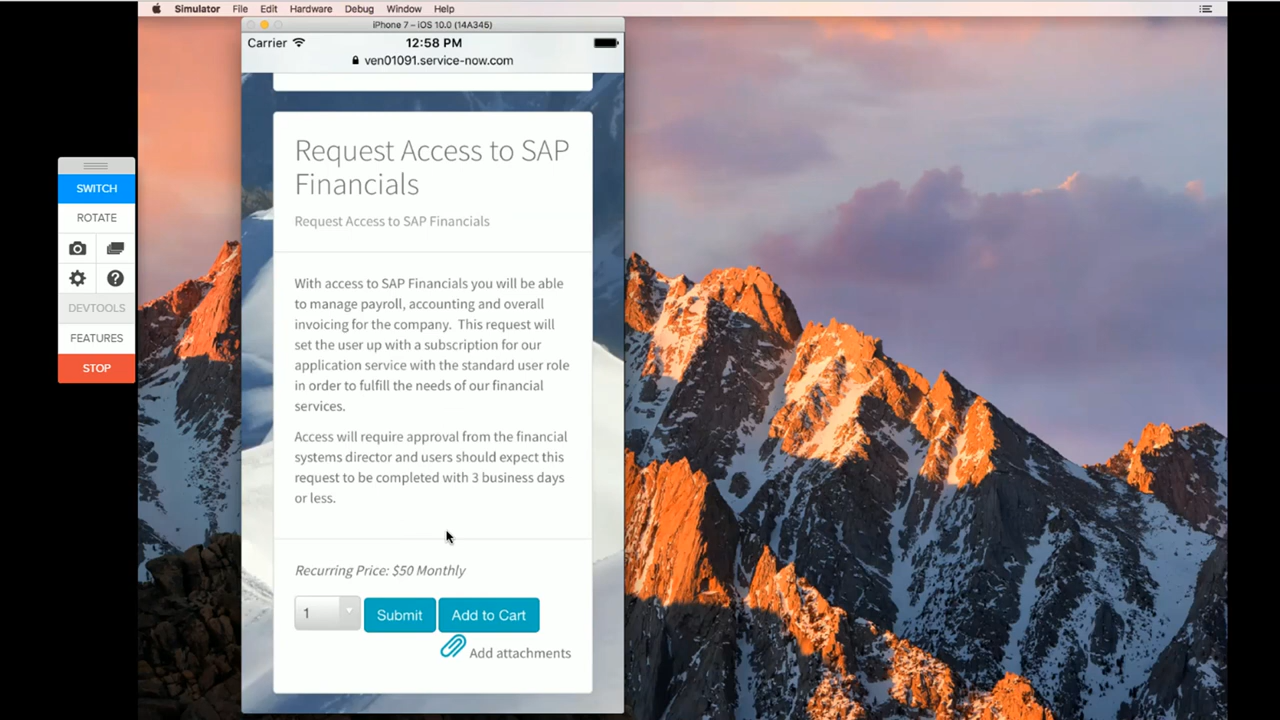 Simulator File Edit Hardware Debug Window Help
iPhone 7 – iOS 10.0 (14A345)
Carrier 12:58 PM
ven01091.service-now.com
SWITCH
ROTATE
DEVTOOLS
FEATURES
STOP
Request Access to SAP
Financials
Request Access to SAP Financials
With access to SAP Financials you will be able
to manage payroll, accounting and overall
invoicing for the company. This request will
set the user up with a subscription for our
application service with the standard user role
in order to fulfill the needs of our financial
services.
Access will require approval from the financial
systems director and users should expect this
request to be completed with 3 business days
or less.
Recurring Price: $50 Monthly
1 Submit Add to Cart
Add attachments